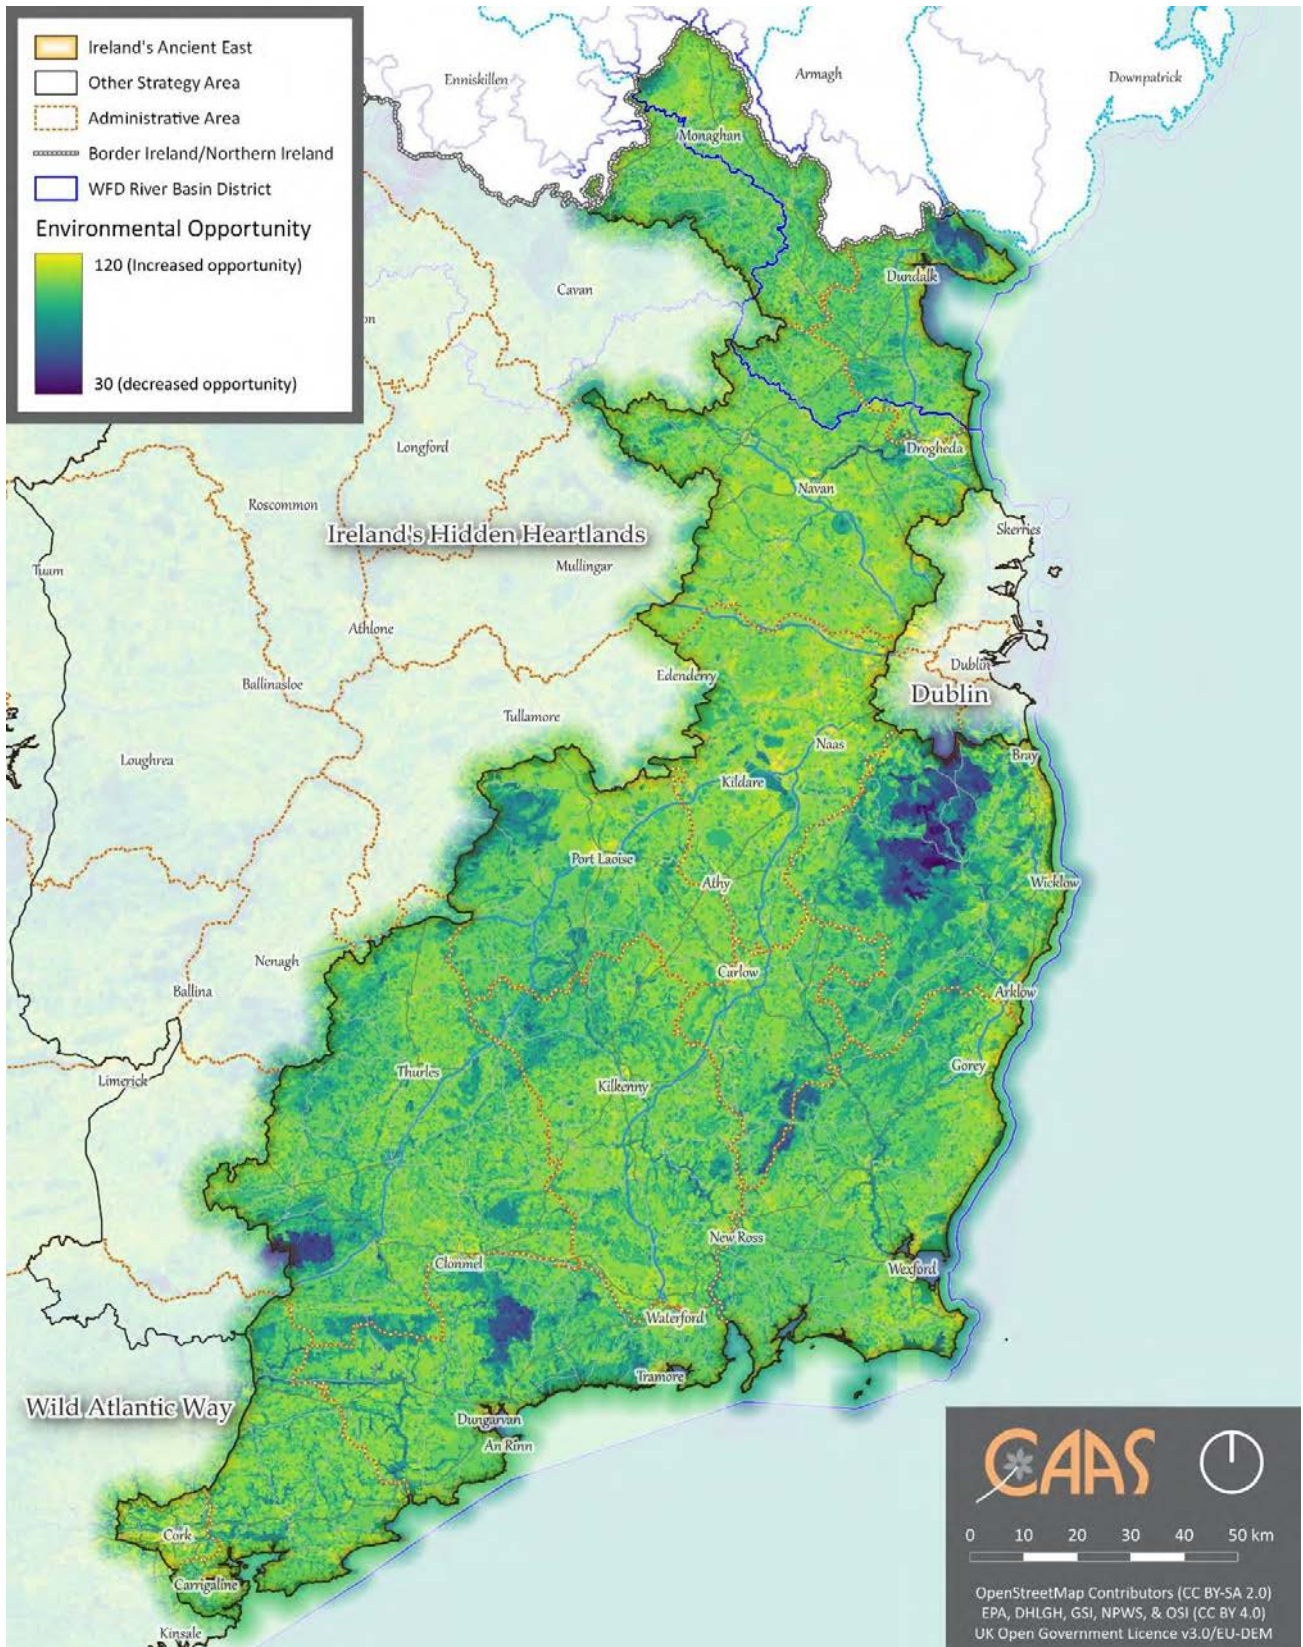 Ireland's Ancient East
Other Strategy Area
Administrative Area
Border Ireland/Northern Ireland
WFD River Basin District
Environmental Opportunity
120 (Increased opportunity)
30 (decreased opportunity)
Enniskillen
Armagh
Downpatrick
Monaghan
Dundalk
Cavan
on
Longford
Drogheda
Navan
Roscommon
Skerries
Ireland's Hidden Heartlands
Mullingar
Tuam
Athlone
Dublin
Edenderry
Ballinasloe
Dublin
Tullamore
Naas
Bray
Loughrea
Kildare
Port Laoise
Athy
Wicklow
Nenagh
Carlow
Ballina
Arklow
Gorey
Thurles
Limerick
Kilkenny
New Ross
Clonmel
Wexford
Waterford
Tramore
Wild Atlantic Way
Dungarvan
An Rinn
Cork
Carrigaline
Kinsale
CAAS
0 10 20 30 40 50 km
OpenStreetMap Contributors (CC BY-SA 2.0)
EPA, DHLGH, GSI, NPWS, & OSI (CC BY 4.0)
UK Open Government Licence v3.0/EU-DEM